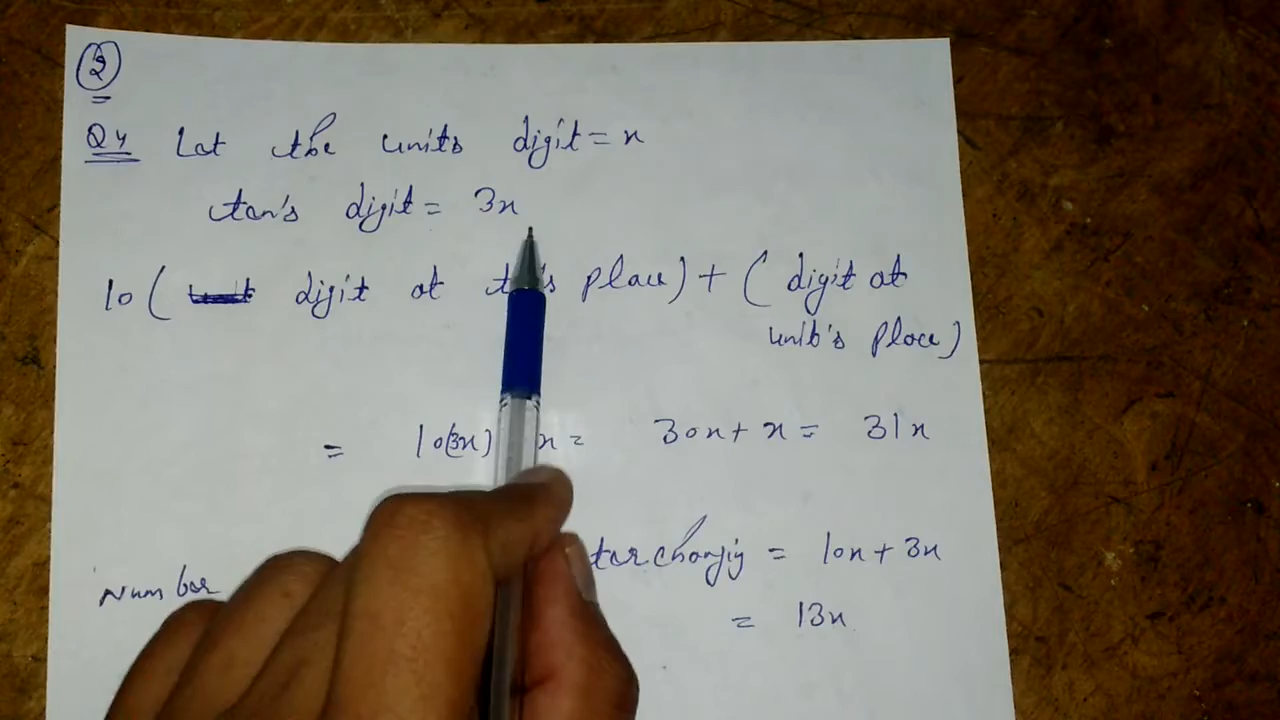 2
Q4 Let the units digit = x
ten's digit = 3x
10 ( digit at place) + ( digit at
unit's place)
= 10(3x) x = 30x + x = 31x
Number = 10x + 3x
= 13x